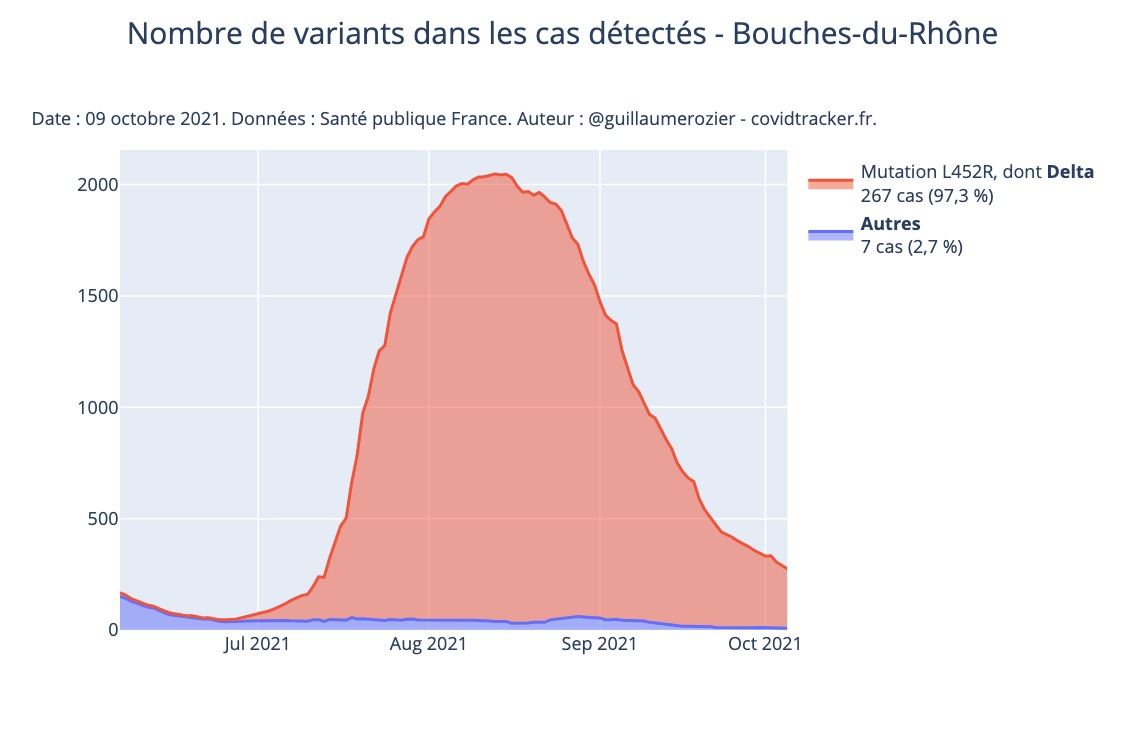 Nombre de variants dans les cas détectés - Bouches-du-Rhône
Date : 09 octobre 2021. Données : Santé publique France. Auteur : @guillaumerozier - covidtracker.fr.
Mutation L452R, dont Delta
267 cas (97,3 %)
Autres
7 cas (2,7 %)
2000
1500
1000
500
0
Jul 2021
Aug 2021
Sep 2021
Oct 2021